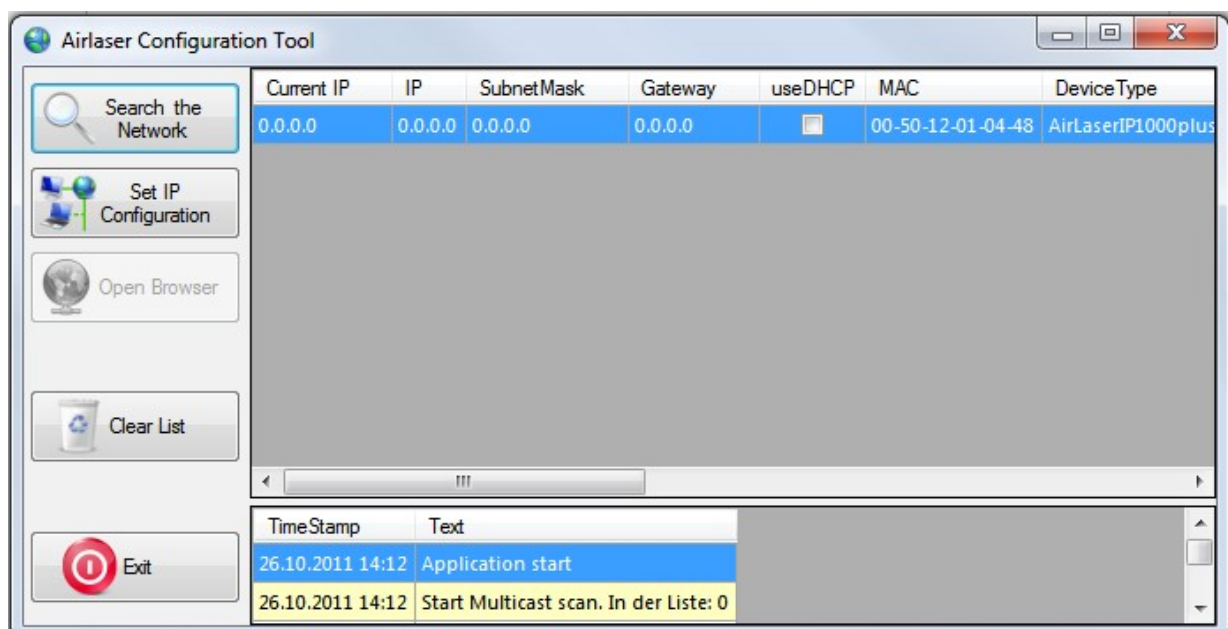 Airlaser Configuration Tool
Search the
Network
Set IP
Configuration
Open Browser
Clear List
Exit
Current IP IP SubnetMask Gateway useDHCP MAC DeviceType
0.0.0.0 0.0.0.0 0.0.0.0 0.0.0.0 00-50-12-01-04-48 AirLaserIP1000plus
TimeStamp Text
26.10.2011 14:12 Application start
26.10.2011 14:12 Start Multicast scan. In der Liste: 0